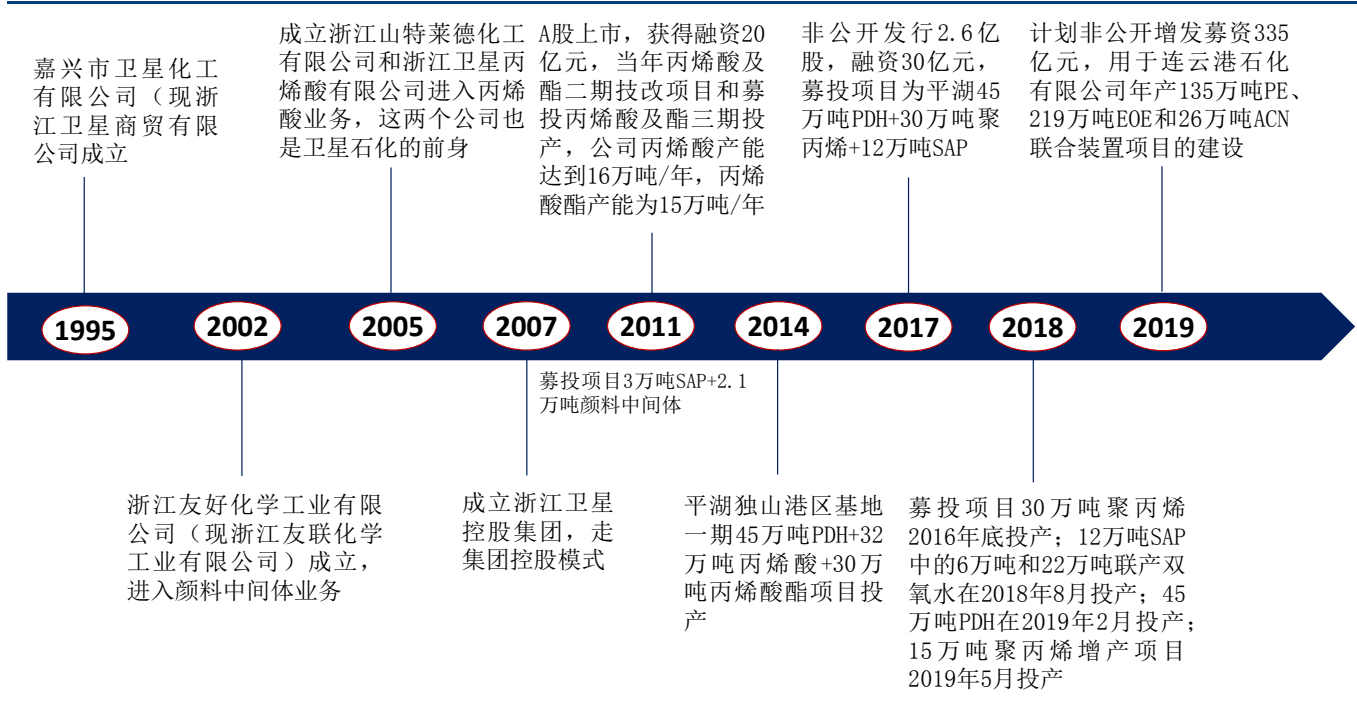 嘉兴市卫星化工
有限公司（现浙
江卫星商贸有限
公司成立
成立浙江山特莱德化工
有限公司和浙江卫星丙
烯酸有限公司进入丙烯
酸业务，这两个公司也
是卫星石化的前身
A股上市，获得融资20
亿元，当年丙烯酸及
酯二期技改项目和募
投丙烯酸及酯三期投
产，公司丙烯酸产能
达到16万吨/年，丙烯
酸酯产能为15万吨/年
非公开发行2.6亿
股，融资30亿元，
募投项目为平湖45
万吨PDH+30万吨聚
丙烯+12万吨SAP
计划非公开增发募资335
亿元，用于连云港石化
有限公司年产135万吨PE、
219万吨EOE和26万吨ACN
联合装置项目的建设
1995
2002
2005
2007
2011
2014
2017
2018
2019
募投项目3万吨SAP+2.1
万吨颜料中间体
浙江友好化学工业有限
公司（现浙江友联化学
工业有限公司）成立，
进入颜料中间体业务
成立浙江卫星
控股集团，走
集团控股模式
平湖独山港区基地
一期45万吨PDH+32
万吨丙烯酸+30万
吨丙烯酸酯项目投
产
募投项目30万吨聚丙烯
2016年底投产；12万吨SAP
中的6万吨和22万吨联产双
氧水在2018年8月投产；45
万吨PDH在2019年2月投产；
15万吨聚丙烯增产项目
2019年5月投产